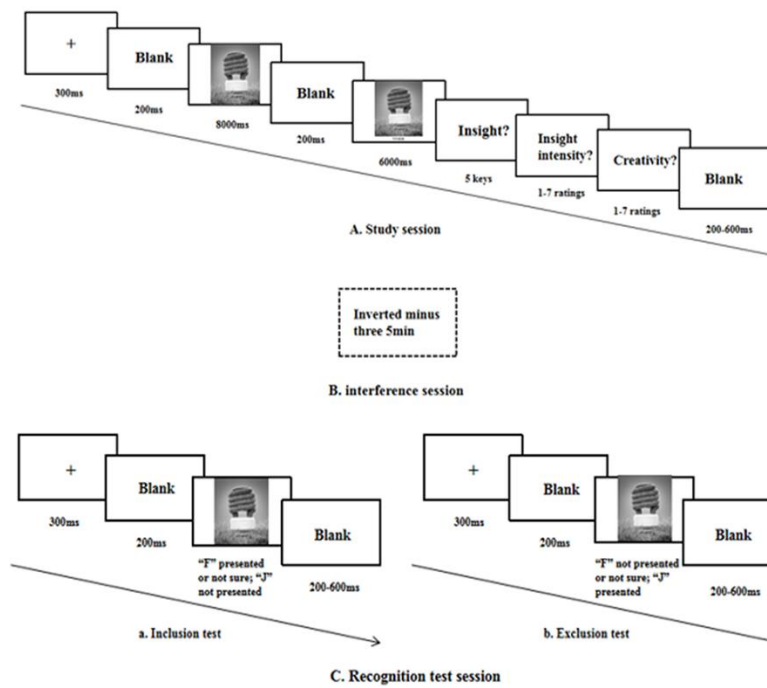 +
300ms
Blank
200ms
8000ms
Blank
200ms
6000ms
Insight?
5 keys
Insight
intensity?
1-7 ratings
Creativity?
1-7 ratings
Blank
200-600ms
A. Study session
Inverted minus
three 5min
B. interference session
+
300ms
Blank
200ms
“F” presented
or not sure; “J”
not presented
Blank
200-600ms
a. Inclusion test
+
300ms
Blank
200ms
“F” not presented
or not sure; “J”
presented
Blank
200-600ms
b. Exclusion test
C. Recognition test session